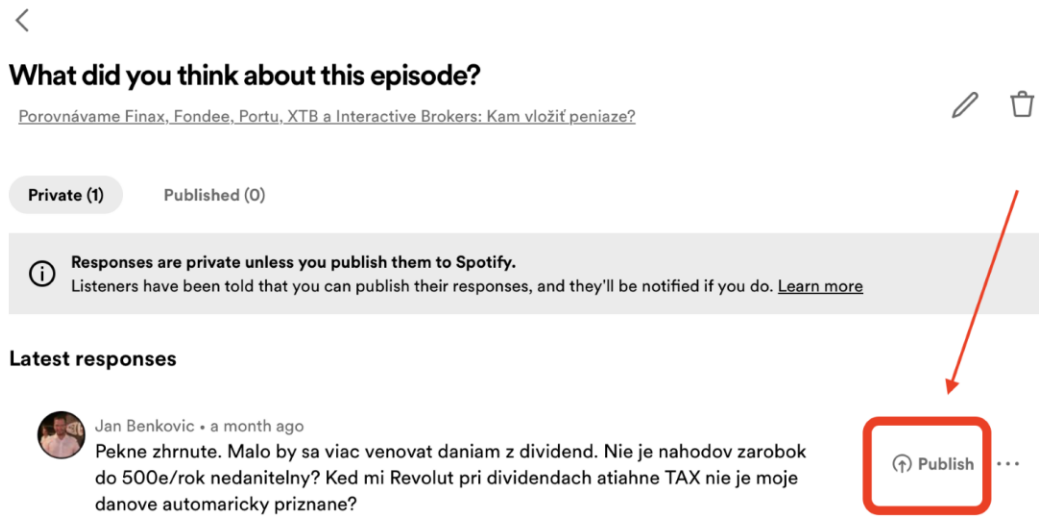 What did you think about this episode?
Porovnávame Finax, Fondee, Portu, XTB a Interactive Brokers: Kam vložiť peniaze?
Private (1) Published (0)
Responses are private unless you publish them to Spotify.
Listeners have been told that you can publish their responses, and they'll be notified if you do. Learn more
Latest responses
Jan Benkovic • a month ago
Pekne zhrnute. Malo by sa viac venovat daniam z dividend. Nie je nahodov zarobok
do 500e/rok nedanitelny? Ked mi Revolut pri dividendach atiahne TAX nie je moje
danove automaricky priznane?
Publish